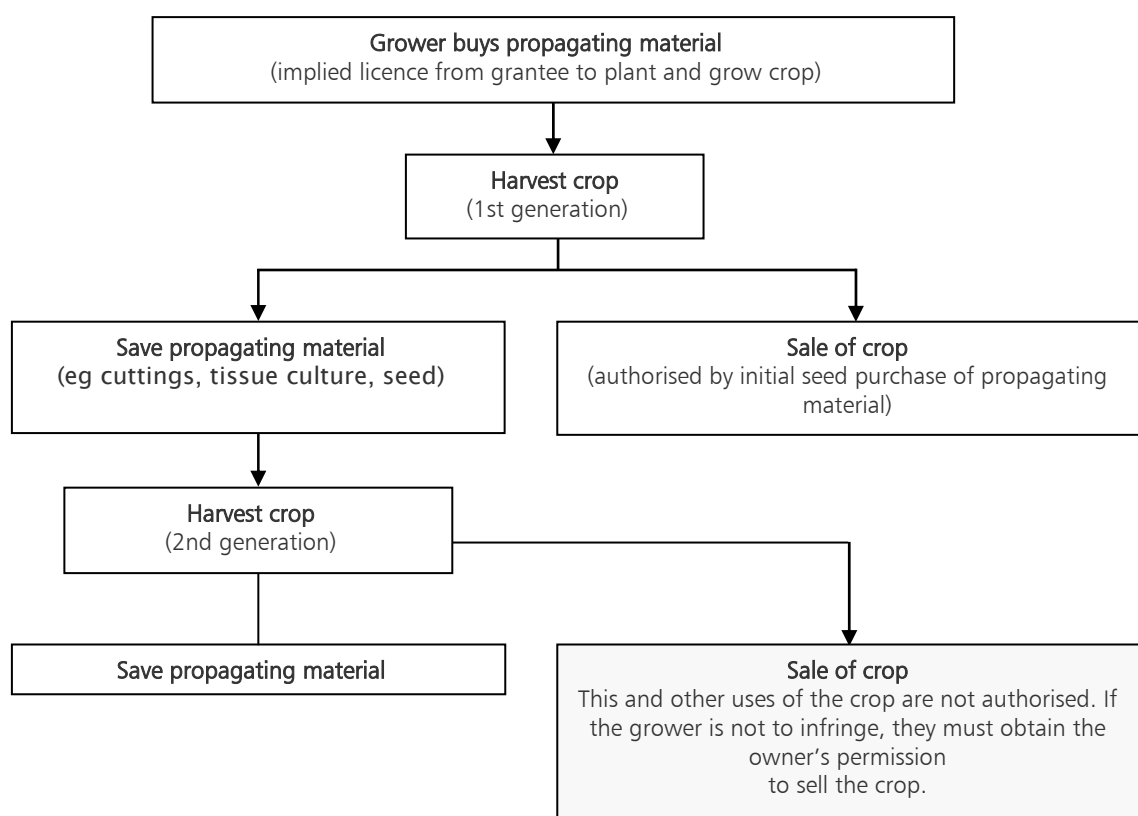 Grower buys propagating material
(implied licence from grantee to plant and grow crop)
Harvest crop
(1st generation)
Save propagating material
(eg cuttings, tissue culture, seed)
Sale of crop
(authorised by initial seed purchase of propagating
material)
Harvest crop
(2nd generation)
Save propagating material
Sale of crop
This and other uses of the crop are not authorised. If
the grower is not to infringe, they must obtain the
owner’s permission
to sell the crop.